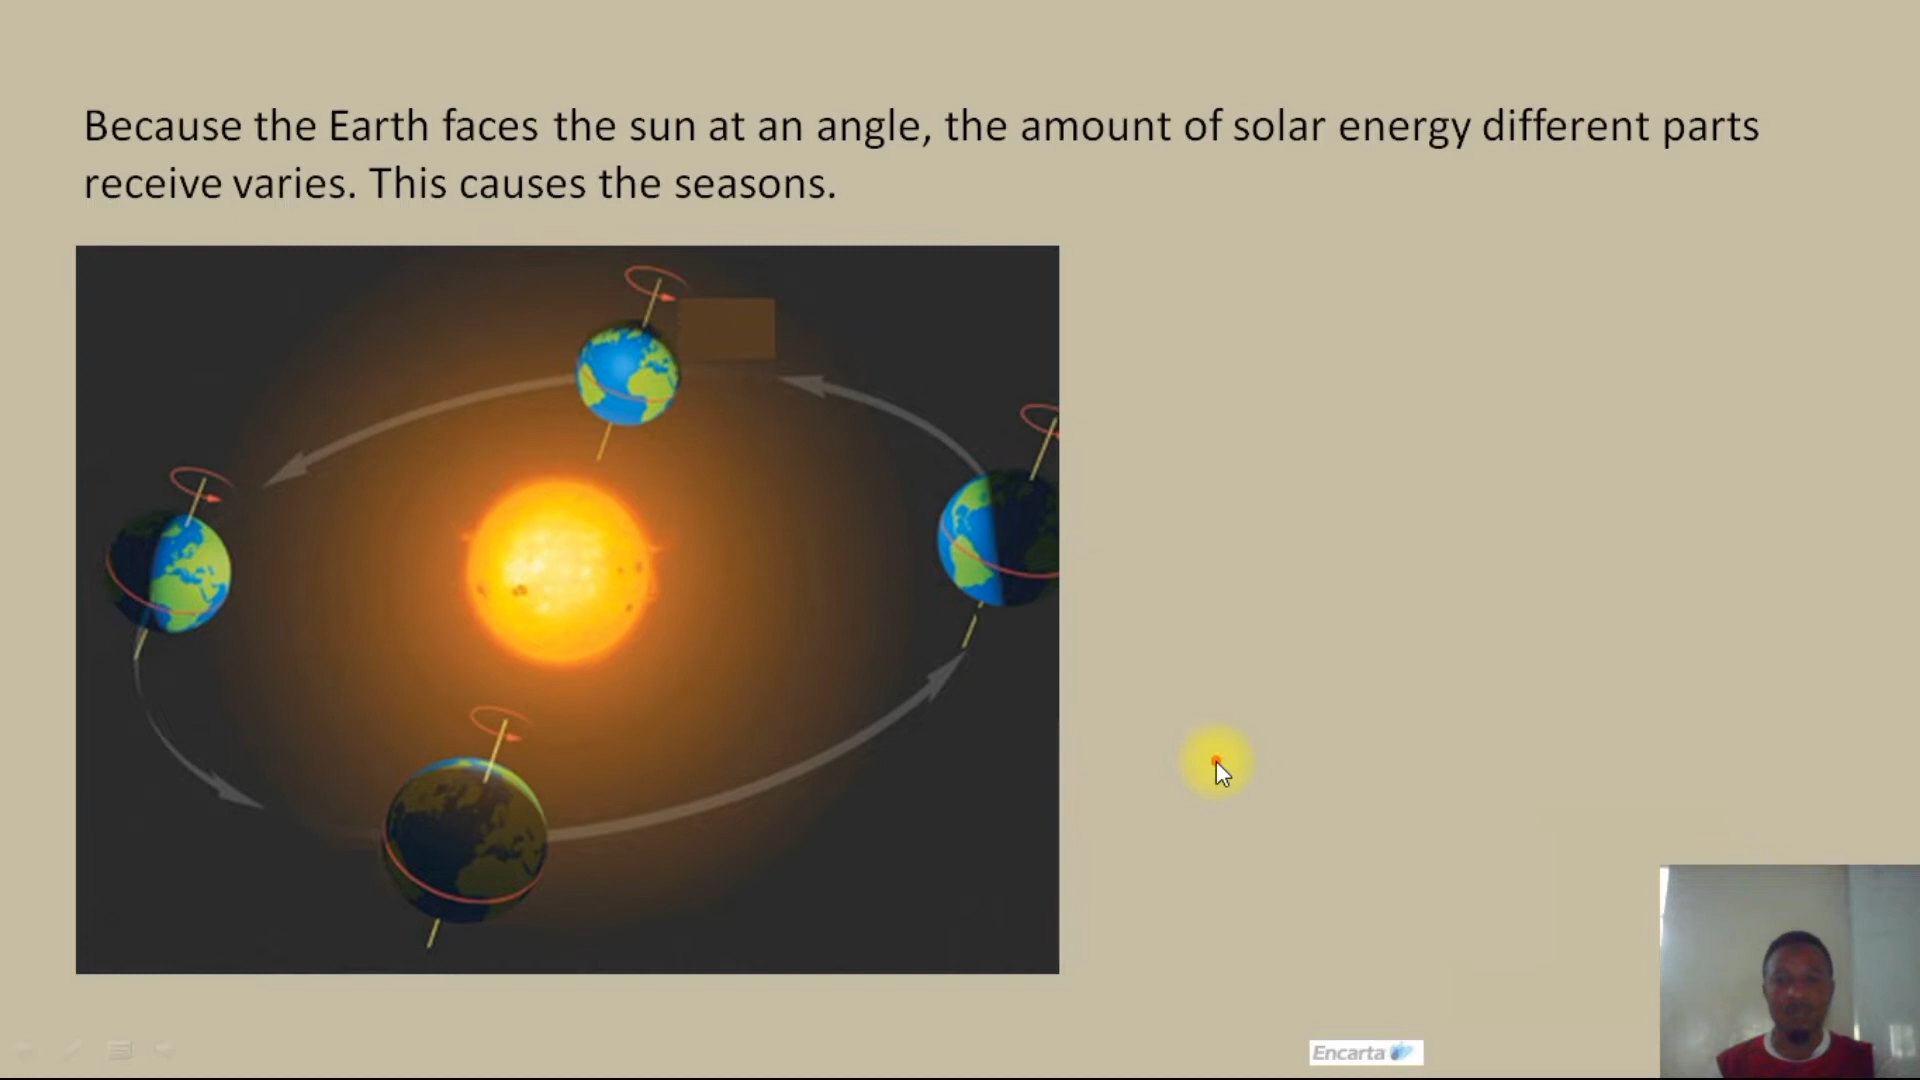 Because the Earth faces the sun at an angle, the amount of solar energy different parts
receive varies. This causes the seasons.
Encarta